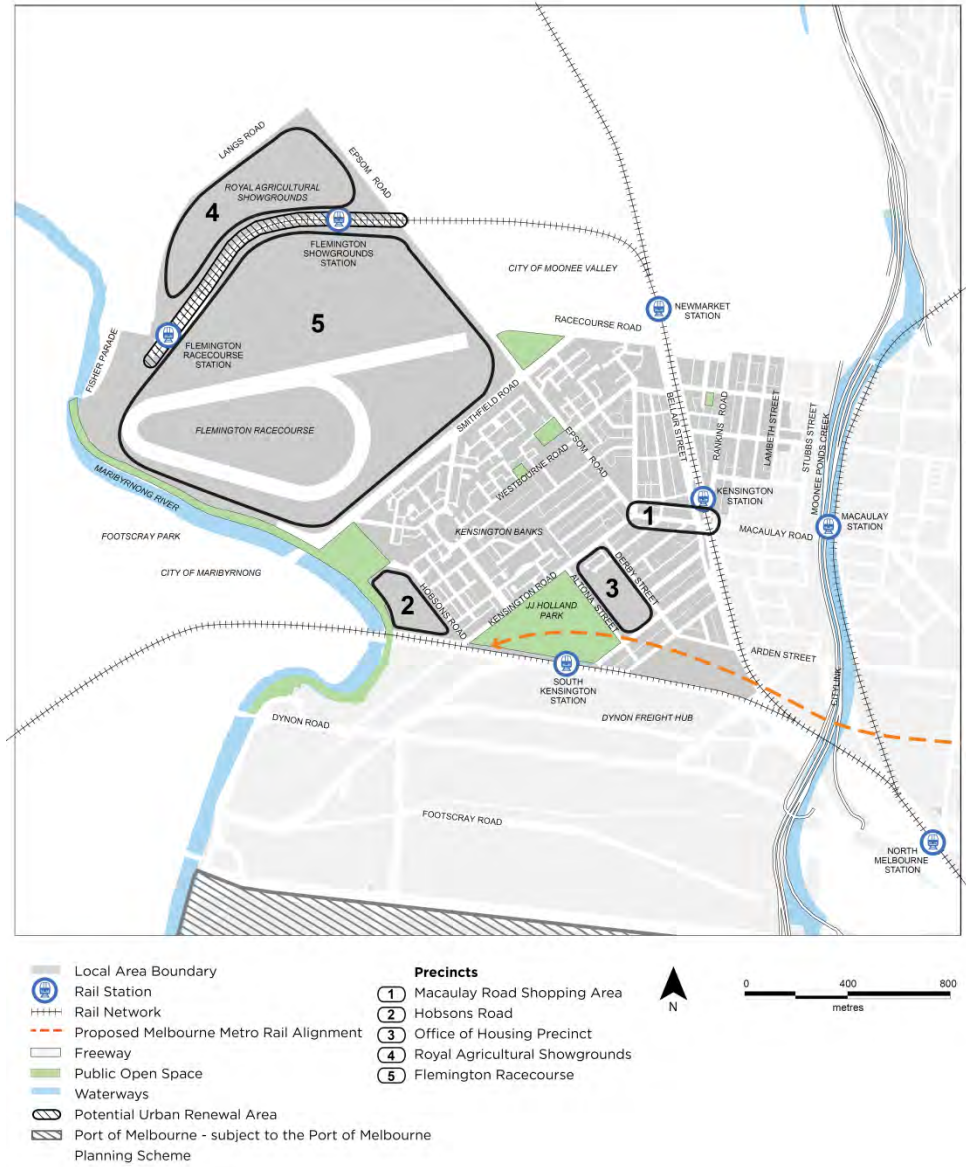 LANGS ROAD
EPSOM ROAD
ROYAL AGRICULTURAL
SHOWGROUNDS
4
FLEMINGTON
SHOWGROUNDS
STATION
CITY OF MOONEE VALLEY
5
NEWMARKET
STATION
RACECOURSE ROAD
FLEMINGTON
RACECOURSE
STATION
FISHER PARADE
SMITHFIELD ROAD
BELLAIR STREET
RANKINS ROAD
LAMBETH STREET
STUBBS STREET
MOONEE PONDS CREEK
FLEMINGTON RACECOURSE
EPSOM ROAD
WESTBOURNE ROAD
MARIBYRNONG RIVER
KENSINGTON
STATION
1
MACAULAY ROAD
MACAULAY
STATION
FOOTSCRAY PARK
KENSINGTON BANKS
CITY OF MARIBYRNONG
2
HOBSONS ROAD
KENSINGTON ROAD
3
DERBY STREET
ALTONA STREET
JJ HOLLAND
PARK
ARDEN STREET
SOUTH
KENSINGTON
STATION
CITYLINK
DYNON ROAD
DYNON FREIGHT HUB
FOOTSCRAY ROAD
NORTH
MELBOURNE
STATION
Local Area Boundary
Rail Station
Rail Network
Proposed Melbourne Metro Rail Alignment
Freeway
Public Open Space
Waterways
Potential Urban Renewal Area
Port of Melbourne - subject to the Port of Melbourne
Planning Scheme
Precincts
1 Macaulay Road Shopping Area
2 Hobsons Road
3 Office of Housing Precinct
4 Royal Agricultural Showgrounds
5 Flemington Racecourse
N
0 400 800
metres